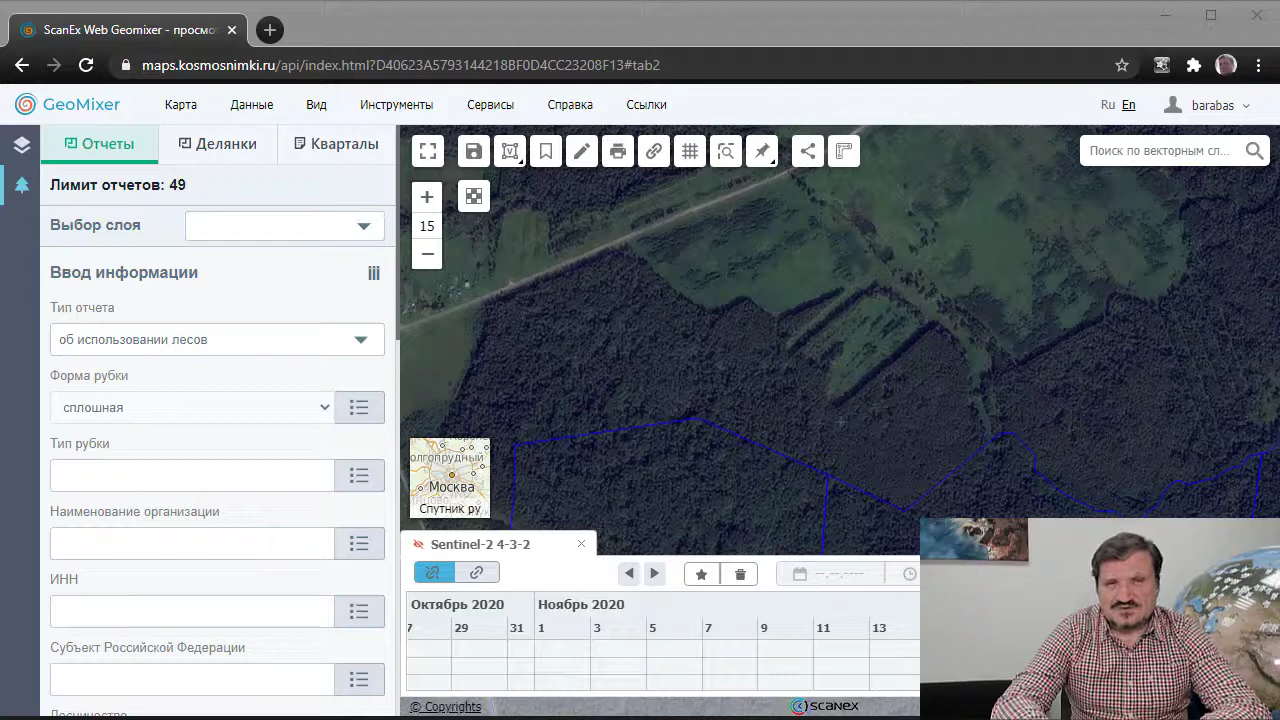 ScanEx Web Geomixer - просмот
maps.kosmosnimki.ru/api/index.html?D40623A5793144218BF0D4CC23208F13#tab2
GeoMixer
Карта
Данные
Вид
Инструменты
Сервисы
Справка
Ссылки
Ru En
barabas
Отчеты
Делянки
Кварталы
Лимит отчетов: 49
Выбор слоя
Ввод информации
Тип отчета
об использовании лесов
Форма рубки
сплошная
Тип рубки
Наименование организации
ИНН
Субъект Российской Федерации
Поиск по векторным сл...
15
олгопрудный
Москва
Спутник ру
Sentinel-2 4-3-2
--.--.----
Октябрь 2020 Ноябрь 2020
7 29 31 1 3 5 7 9 11 13
© Copyrights
scanex